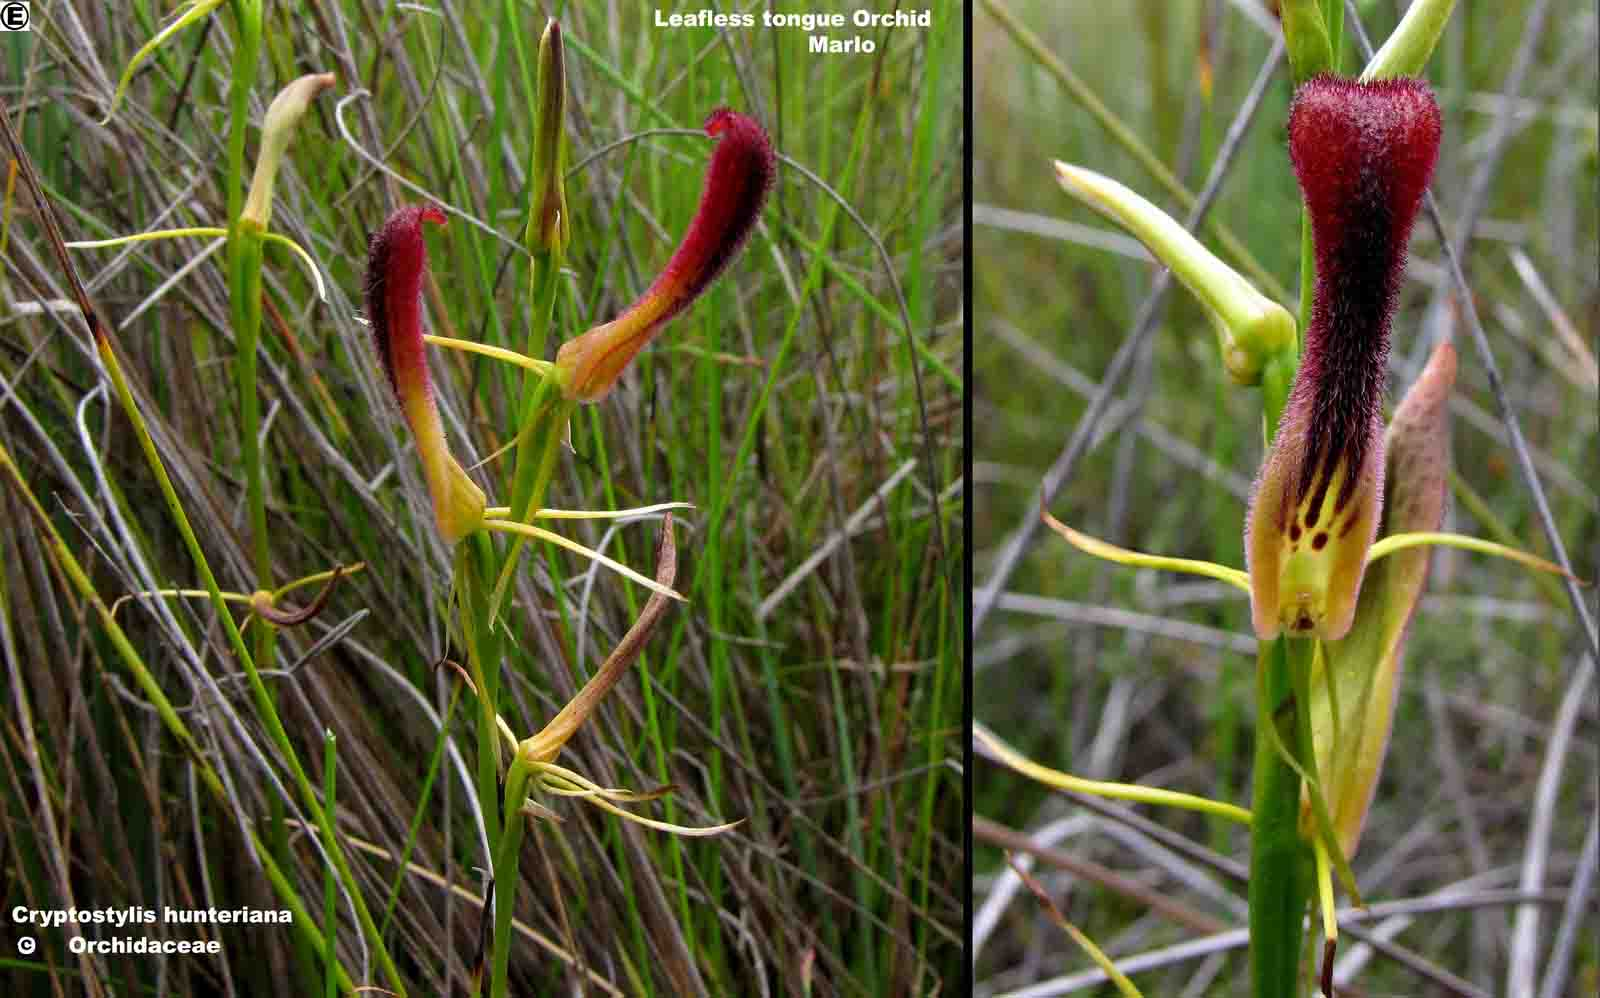 Ⓔ
Leafless tongue Orchid
Marlo
Cryptostylis hunteriana
© Orchidaceae